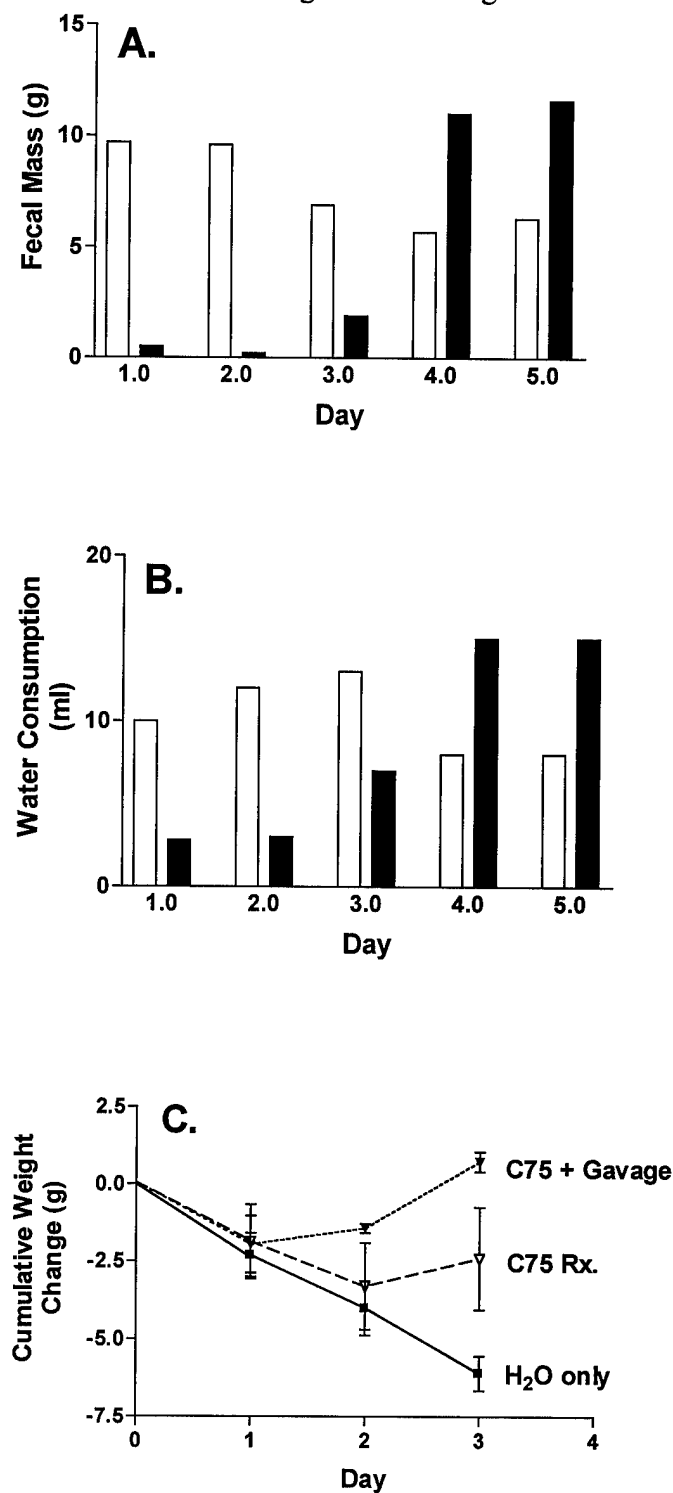 A.
15
10
5
0
Fecal Mass (g)
1.0 2.0 3.0 4.0 5.0
Day
B.
20
10
0
Water Consumption
(ml)
1.0 2.0 3.0 4.0 5.0
Day
C.
2.5
0.0
-2.5
-5.0
-7.5
Cumulative Weight
Change (g)
C75 + Gavage
C75 Rx.
H₂O only
0 1 2 3 4
Day